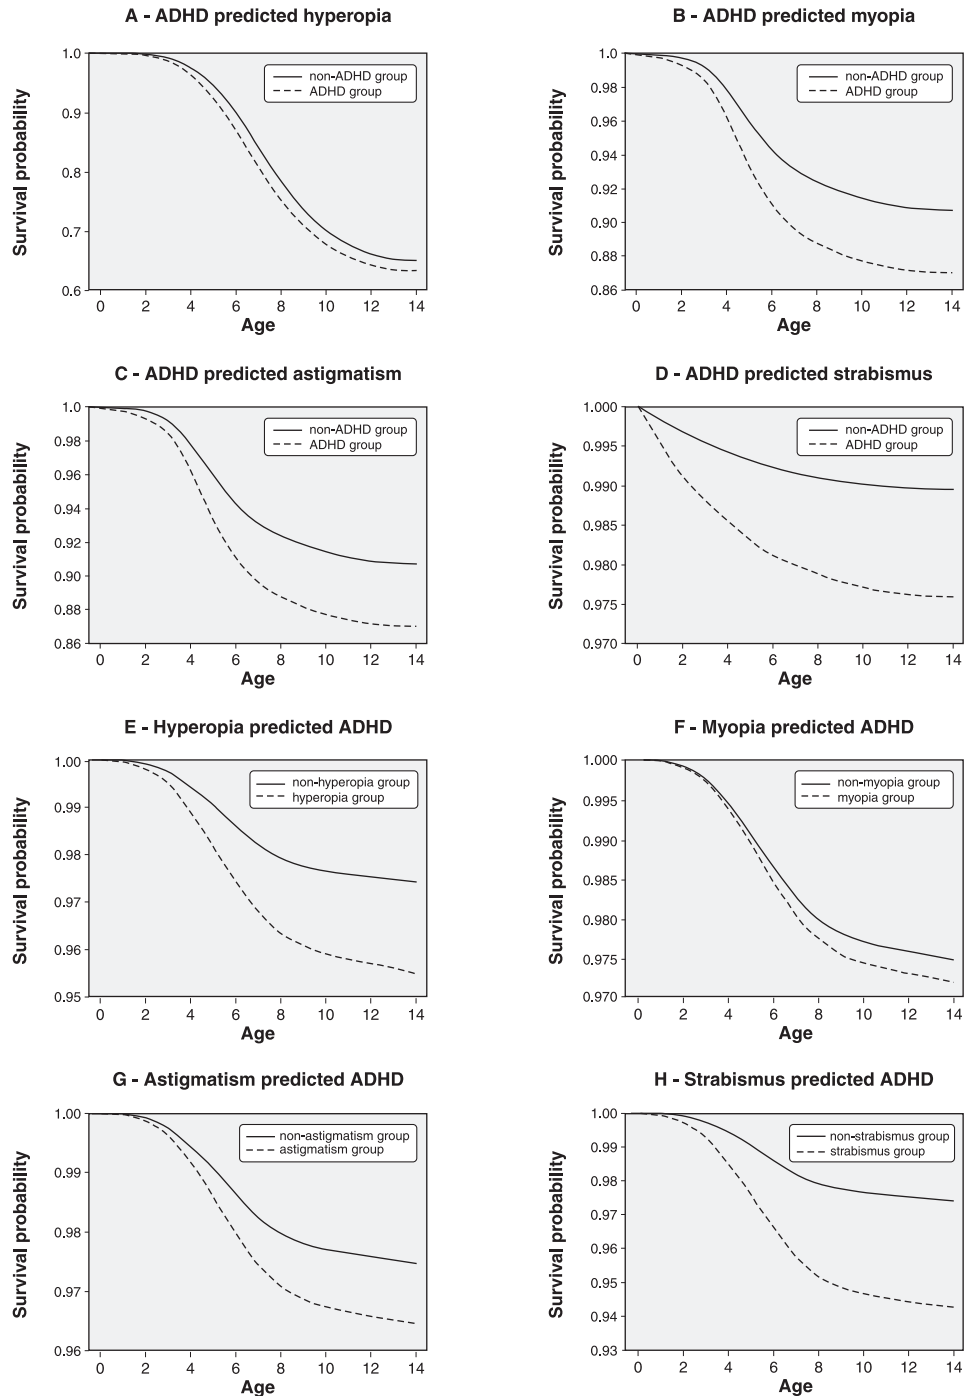 A - ADHD predicted hyperopia
Survival probability
1.0
0.9
0.8
0.7
0.6
non-ADHD group
ADHD group
0 2 4 6 8 10 12 14
Age
B - ADHD predicted myopia
Survival probability
1.0
0.98
0.96
0.94
0.92
0.90
0.88
0.86
non-ADHD group
ADHD group
0 2 4 6 8 10 12 14
Age
C - ADHD predicted astigmatism
Survival probability
1.0
0.98
0.96
0.94
0.92
0.90
0.88
0.86
non-ADHD group
ADHD group
0 2 4 6 8 10 12 14
Age
D - ADHD predicted strabismus
Survival probability
1.000
0.995
0.990
0.985
0.980
0.975
0.970
non-ADHD group
ADHD group
0 2 4 6 8 10 12 14
Age
E - Hyperopia predicted ADHD
Survival probability
1.00
0.99
0.98
0.97
0.96
0.95
non-hyperopia group
hyperopia group
0 2 4 6 8 10 12 14
Age
F - Myopia predicted ADHD
Survival probability
1.000
0.995
0.990
0.985
0.980
0.975
0.970
non-myopia group
myopia group
0 2 4 6 8 10 12 14
Age
G - Astigmatism predicted ADHD
Survival probability
1.00
0.99
0.98
0.97
0.96
non-astigmatism group
astigmatism group
0 2 4 6 8 10 12 14
Age
H - Strabismus predicted ADHD
Survival probability
1.00
0.99
0.98
0.97
0.96
0.95
0.94
0.93
non-strabismus group
strabismus group
0 2 4 6 8 10 12 14
Age